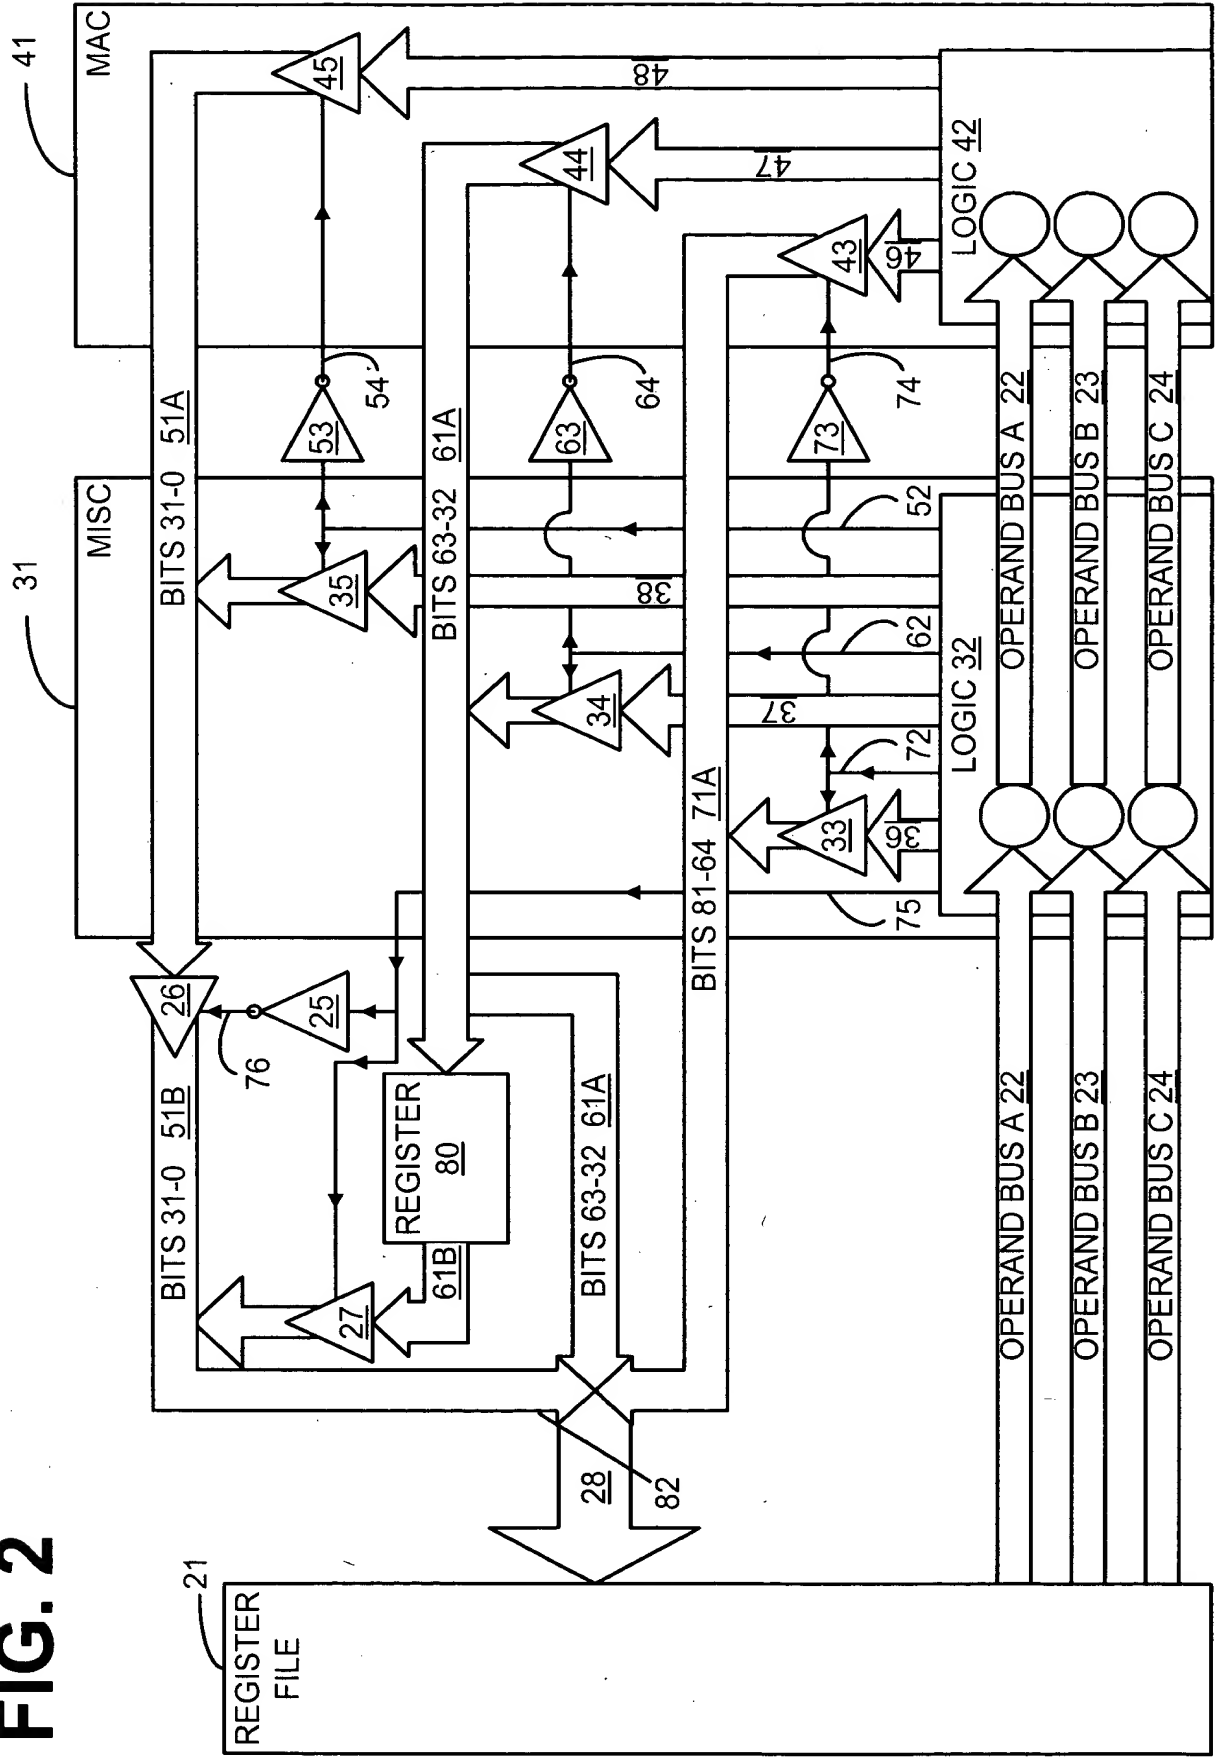 FIG. 2
41
MAC
45
48
44
47
43
46
LOGIC 42
54
64
74
53
63
73
BITS 31-0 51A
BITS 63-32 61A
BITS 81-64 71A
31
MISC
35
38
52
34
37
62
33
36
72
75
LOGIC 32
OPERAND BUS A 22
OPERAND BUS B 23
OPERAND BUS C 24
26
25
76
BITS 31-0 51B
REGISTER
80
61B
27
BITS 63-32 61A
28
82
OPERAND BUS A 22
OPERAND BUS B 23
OPERAND BUS C 24
21
REGISTER
FILE